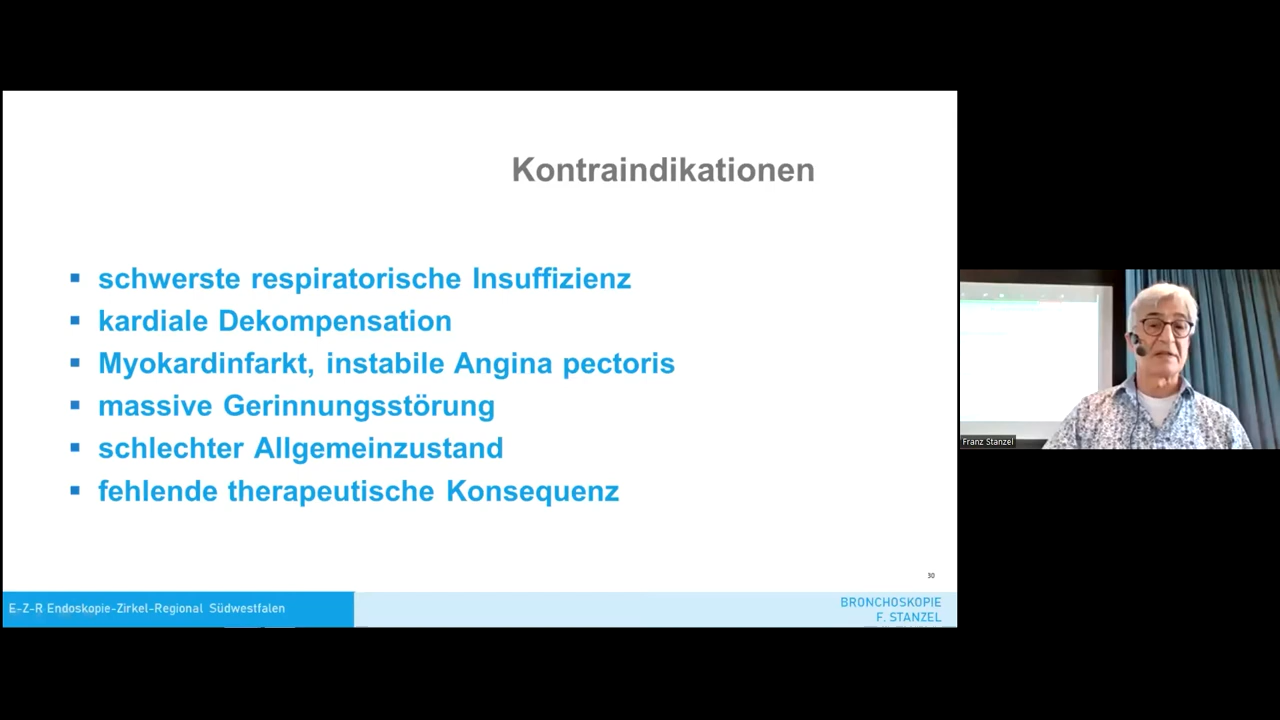 Kontraindikationen
▪ schwerste respiratorische Insuffizienz
▪ kardiale Dekompensation
▪ Myokardinfarkt, instabile Angina pectoris
▪ massive Gerinnungsstörung
▪ schlechter Allgemeinzustand
▪ fehlende therapeutische Konsequenz
30
E-Z-R Endoskopie-Zirkel-Regional Südwestfalen
BRONCHOSKOPIE
F. STANZEL
Franz Stanzel